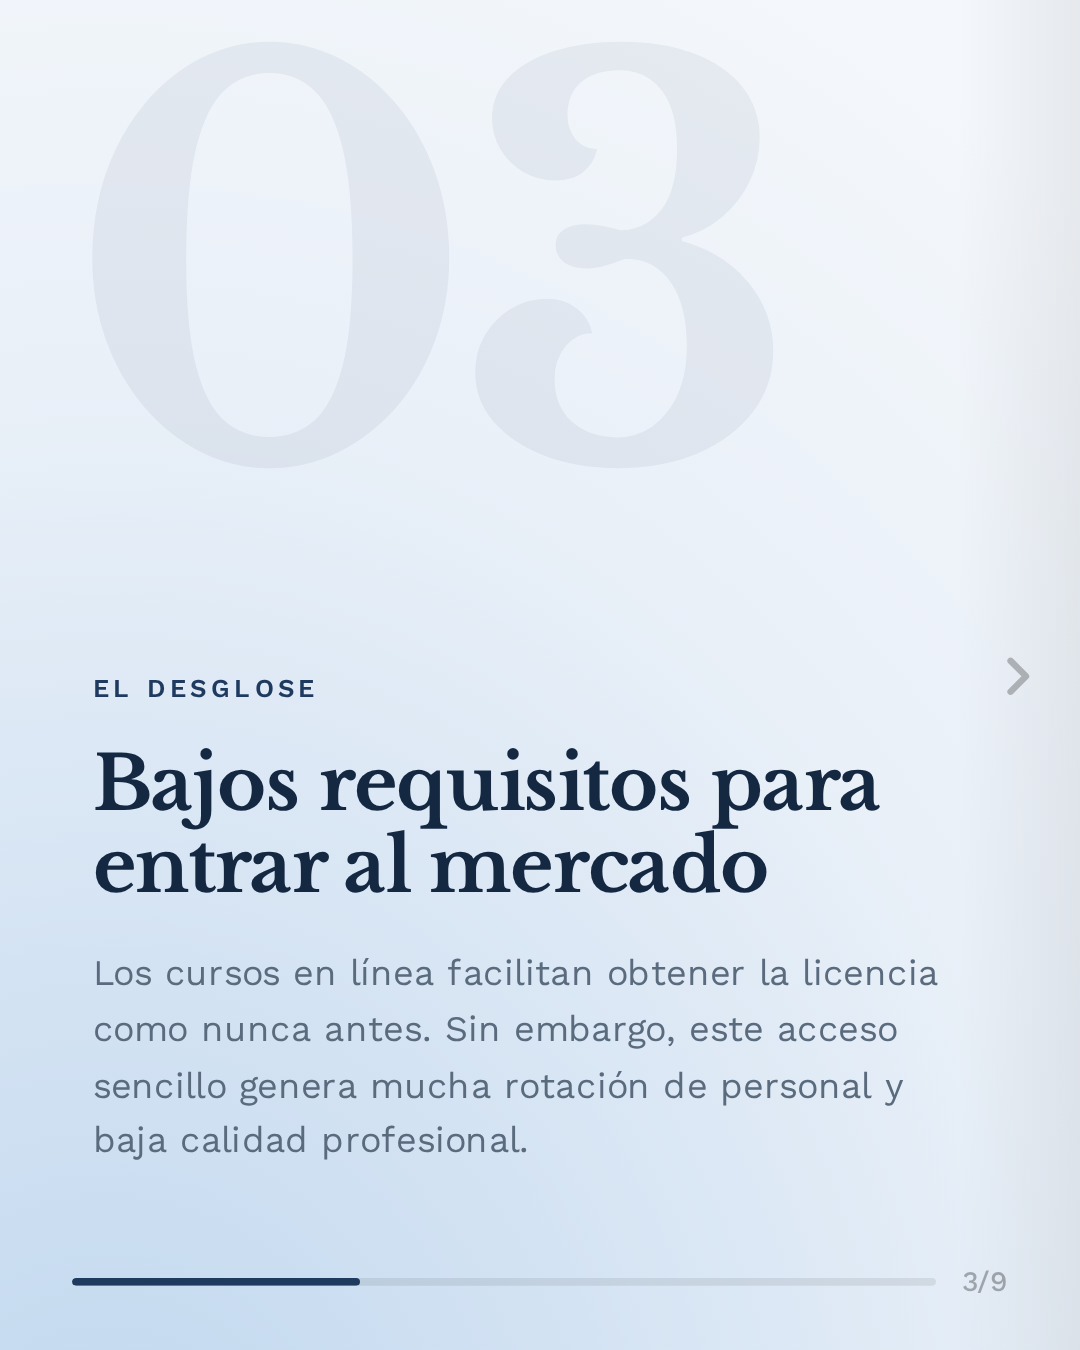 03
EL DESGLOSE
Bajos requisitos para
entrar al mercado
Los cursos en línea facilitan obtener la licencia
como nunca antes. Sin embargo, este acceso
sencillo genera mucha rotación de personal y
baja calidad profesional.
3/9